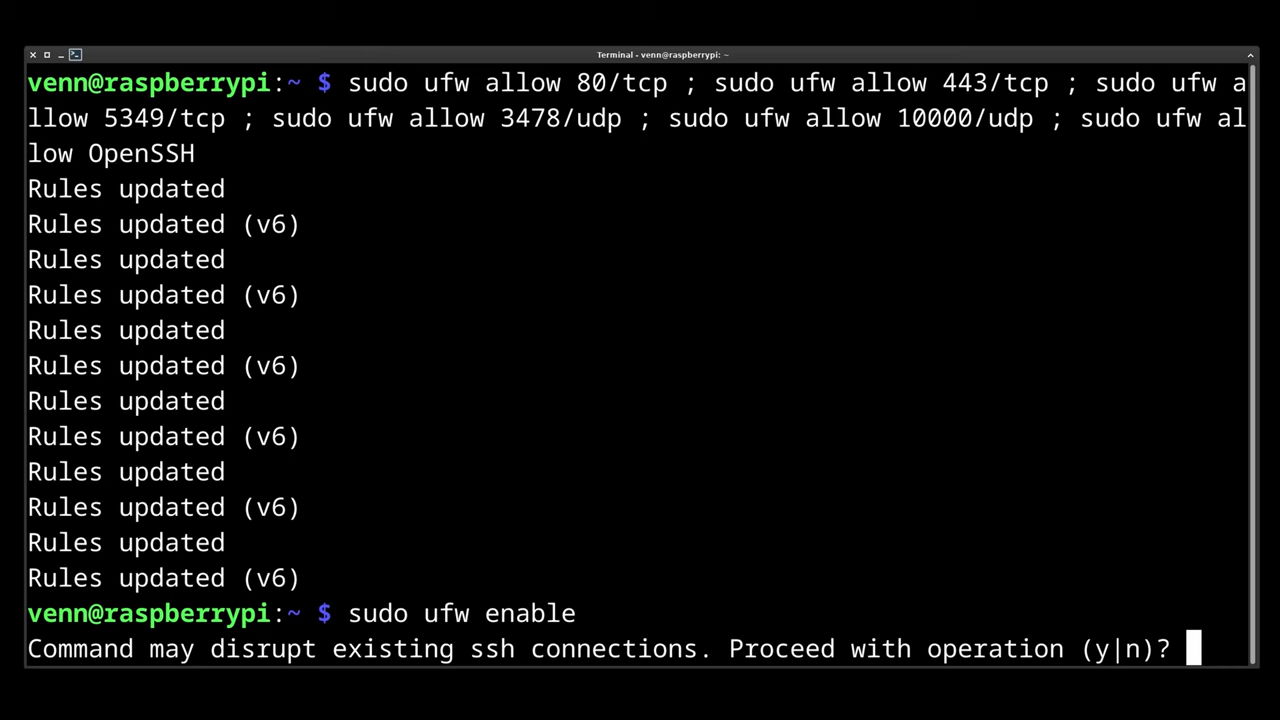 Terminal - venn@raspberrypi: ~
venn@raspberrypi:~ $ sudo ufw allow 80/tcp ; sudo ufw allow 443/tcp ; sudo ufw a
llow 5349/tcp ; sudo ufw allow 3478/udp ; sudo ufw allow 10000/udp ; sudo ufw al
low OpenSSH
Rules updated
Rules updated (v6)
Rules updated
Rules updated (v6)
Rules updated
Rules updated (v6)
Rules updated
Rules updated (v6)
Rules updated
Rules updated (v6)
Rules updated
Rules updated (v6)
venn@raspberrypi:~ $ sudo ufw enable
Command may disrupt existing ssh connections. Proceed with operation (y|n)?